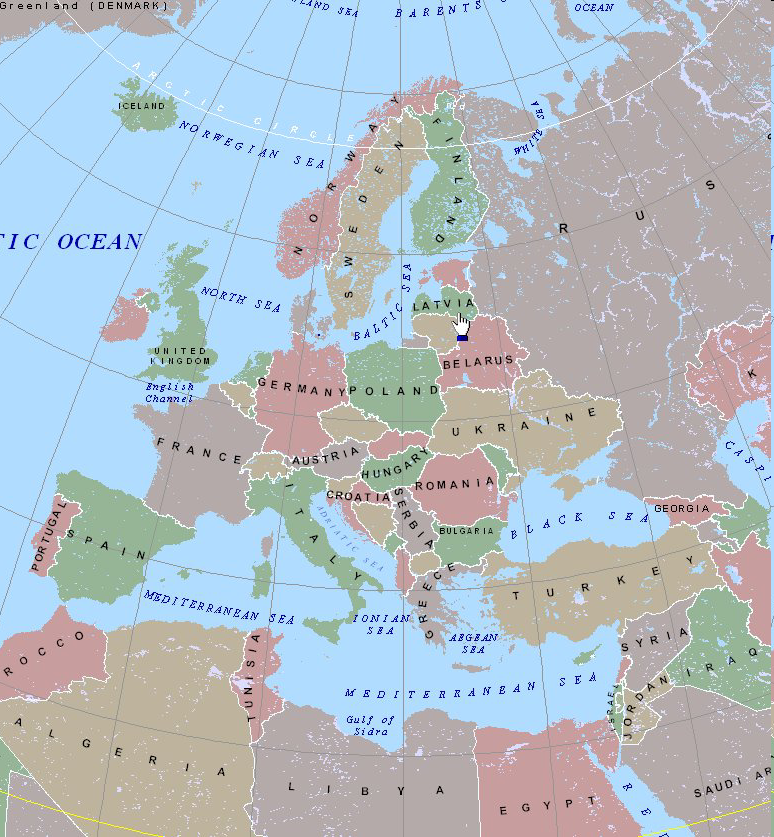 Greenland (DENMARK)
LAND SEA
BARENTS
OCEAN
ARCTIC CIRCLE
ICELAND
NORWEGIAN SEA
WHITE SEA
NORWAY
SWEDEN
FINLAND
RUS
TIC OCEAN
NORTH SEA
BALTIC SEA
LATVIA
UNITED
KINGDOM
English
Channel
GERMANY
POLAND
BELARUS
K
FRANCE
AUSTRIA
UKRAINE
HUNGARY
CASPI
CROATIA
ROMANIA
SERBIA
ITALY
ADRIATIC SEA
BULGARIA
BLACK SEA
GEORGIA
PORTUGAL
SPAIN
GREECE
TURKEY
MEDITERRANEAN SEA
IONIAN
SEA
AEGEAN
SEA
ROCCO
TUNISIA
SYRIA
IRAQ
MEDITERRANEAN SEA
ISRAEL
JORDAN
Gulf of
Sidra
ALGERIA
LIBYA
EGYPT
RE
SAUDI AR